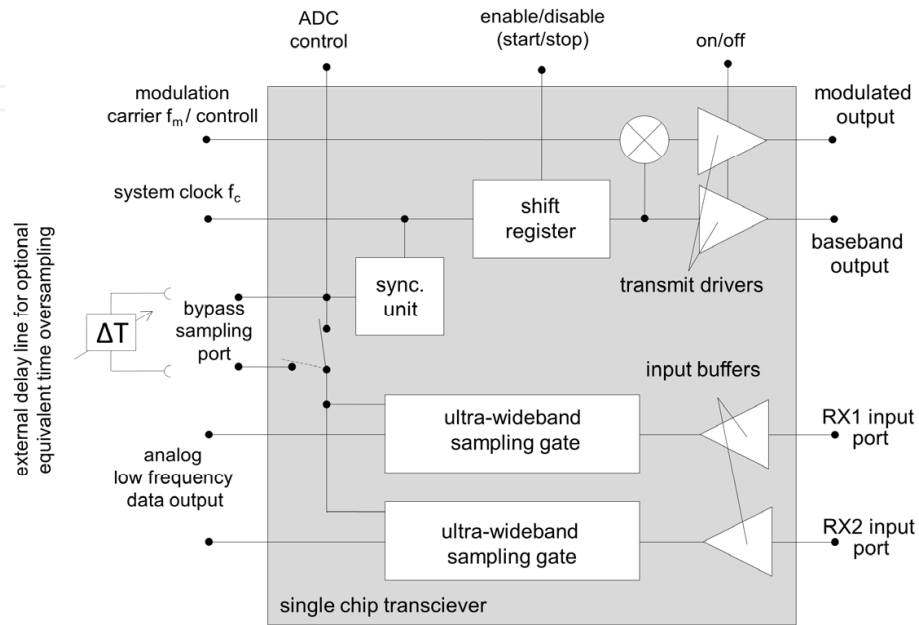 ADC
control
enable/disable
(start/stop)
on/off
modulation
carrier fm / controll
modulated
output
system clock fc
shift
register
baseband
output
transmit drivers
sync.
unit
external delay line for optional
equivalent time oversampling
ΔT
bypass
sampling
port
input buffers
ultra-wideband
sampling gate
RX1 input
port
analog
low frequency
data output
ultra-wideband
sampling gate
RX2 input
port
single chip transciever